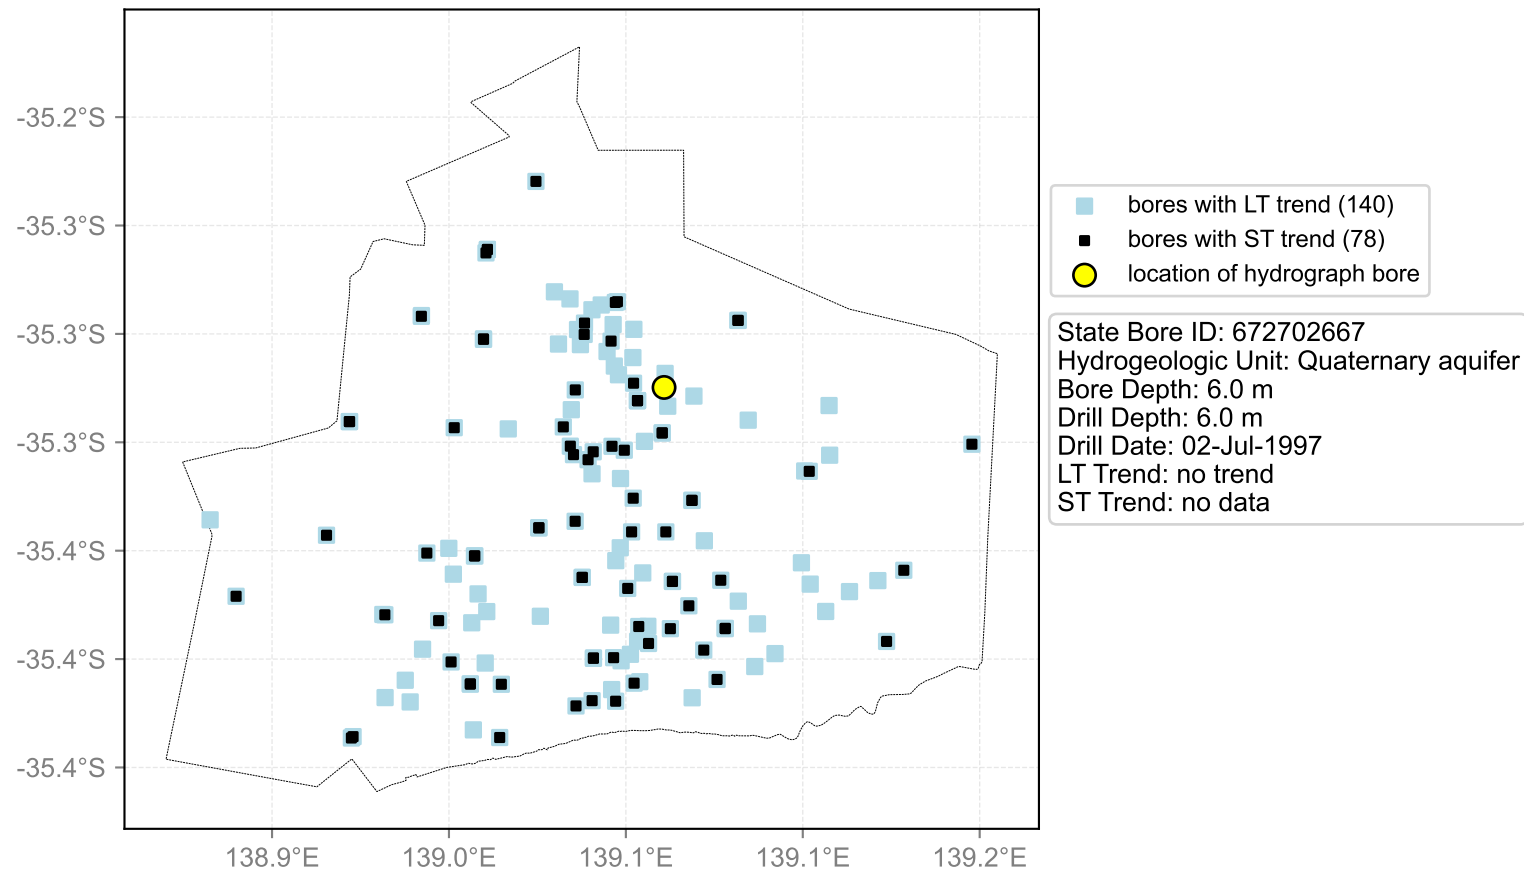 -35.2°S
-35.3°S
-35.3°S
-35.3°S
-35.4°S
-35.4°S
-35.4°S
138.9°E
139.0°E
139.1°E
139.1°E
139.2°E
bores with LT trend (140)
bores with ST trend (78)
location of hydrograph bore
State Bore ID: 672702667
Hydrogeologic Unit: Quaternary aquifer
Bore Depth: 6.0 m
Drill Depth: 6.0 m
Drill Date: 02-Jul-1997
LT Trend: no trend
ST Trend: no data